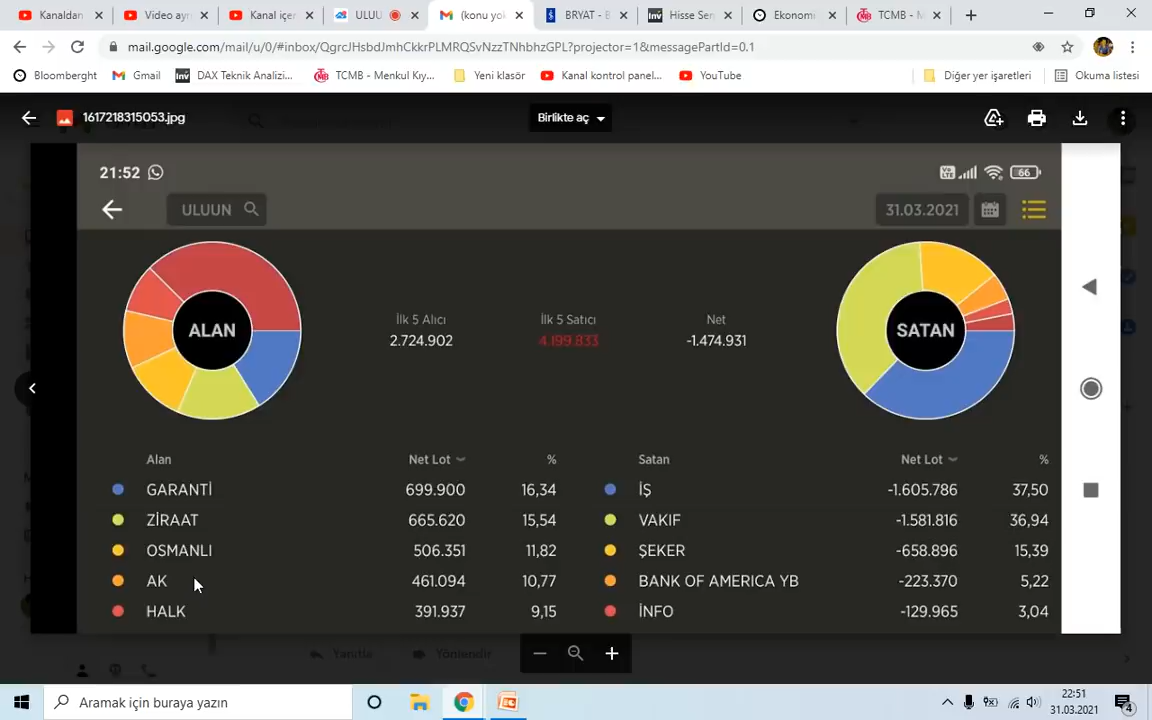 Kanaldan
Video ayr
Kanal içer
ULUU
(konu yok
BRYAT - B
Hisse Sen
Ekonomi
TCMB - M
mail.google.com/mail/u/0/#inbox/QgrcJHsbdJmhCkkrPLMRQSvNzzTNhbhzGPL?projector=1&messagePartId=0.1
Bloomberght
Gmail
DAX Teknik Analizi...
TCMB - Menkul Kıy...
Yeni klasör
Kanal kontrol panel...
YouTube
Diğer yer işaretleri
Okuma listesi
1617218315053.jpg
Birlikte aç
21:52
66
ULUUN
31.03.2021
ALAN
İlk 5 Alıcı
İlk 5 Satıcı
Net
2.724.902
4.199.833
-1.474.931
SATAN
Alan
Net Lot
%
Satan
Net Lot
%
GARANTİ
699.900
16,34
İŞ
-1.605.786
37,50
ZİRAAT
665.620
15,54
VAKIF
-1.581.816
36,94
OSMANLI
506.351
11,82
ŞEKER
-658.896
15,39
AK
461.094
10,77
BANK OF AMERICA YB
-223.370
5,22
HALK
391.937
9,15
İNFO
-129.965
3,04
Yanıtla
Yönlendir
Aramak için buraya yazın
22:51
31.03.2021
4